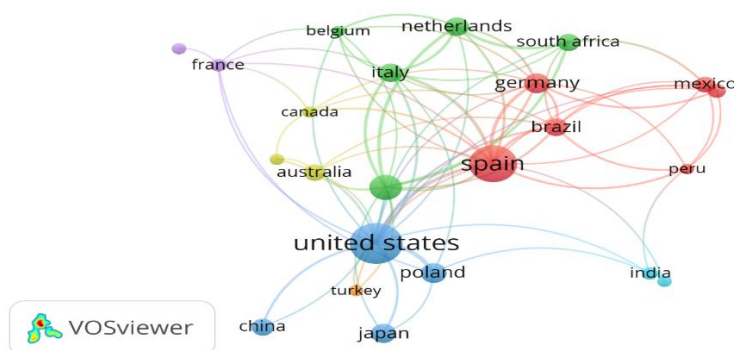 belgium
netherlands
south africa
france
italy
germany
mexico
canada
brazil
spain
australia
peru
united states
poland
india
turkey
china
japan
VOSviewer